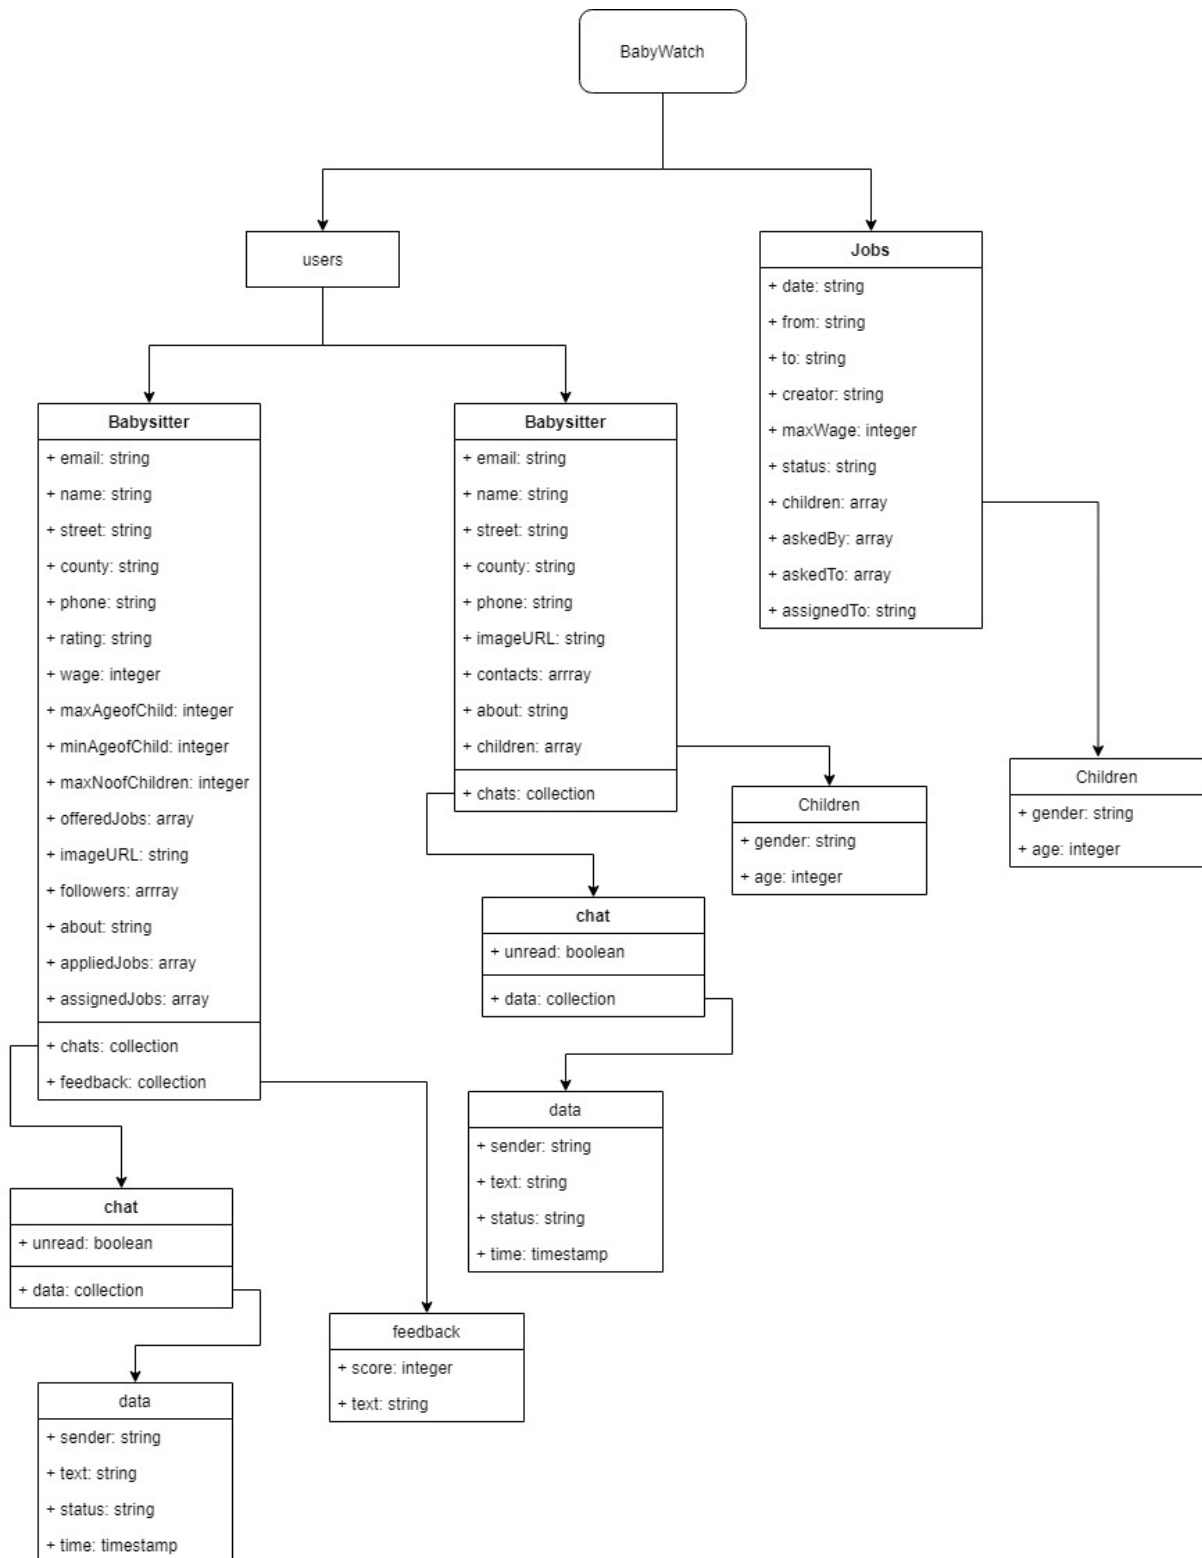 BabyWatch
users
Jobs
+ date: string
+ from: string
+ to: string
+ creator: string
+ maxWage: integer
+ status: string
+ children: array
+ askedBy: array
+ askedTo: array
+ assignedTo: string
Babysitter
+ email: string
+ name: string
+ street: string
+ county: string
+ phone: string
+ rating: string
+ wage: integer
+ maxAgeofChild: integer
+ minAgeofChild: integer
+ maxNoofChildren: integer
+ offeredJobs: array
+ imageURL: string
+ followers: arrray
+ about: string
+ appliedJobs: array
+ assignedJobs: array
+ chats: collection
+ feedback: collection
Babysitter
+ email: string
+ name: string
+ street: string
+ county: string
+ phone: string
+ imageURL: string
+ contacts: arrray
+ about: string
+ children: array
+ chats: collection
Children
+ gender: string
+ age: integer
Children
+ gender: string
+ age: integer
chat
+ unread: boolean
+ data: collection
data
+ sender: string
+ text: string
+ status: string
+ time: timestamp
chat
+ unread: boolean
+ data: collection
feedback
+ score: integer
+ text: string
data
+ sender: string
+ text: string
+ status: string
+ time: timestamp